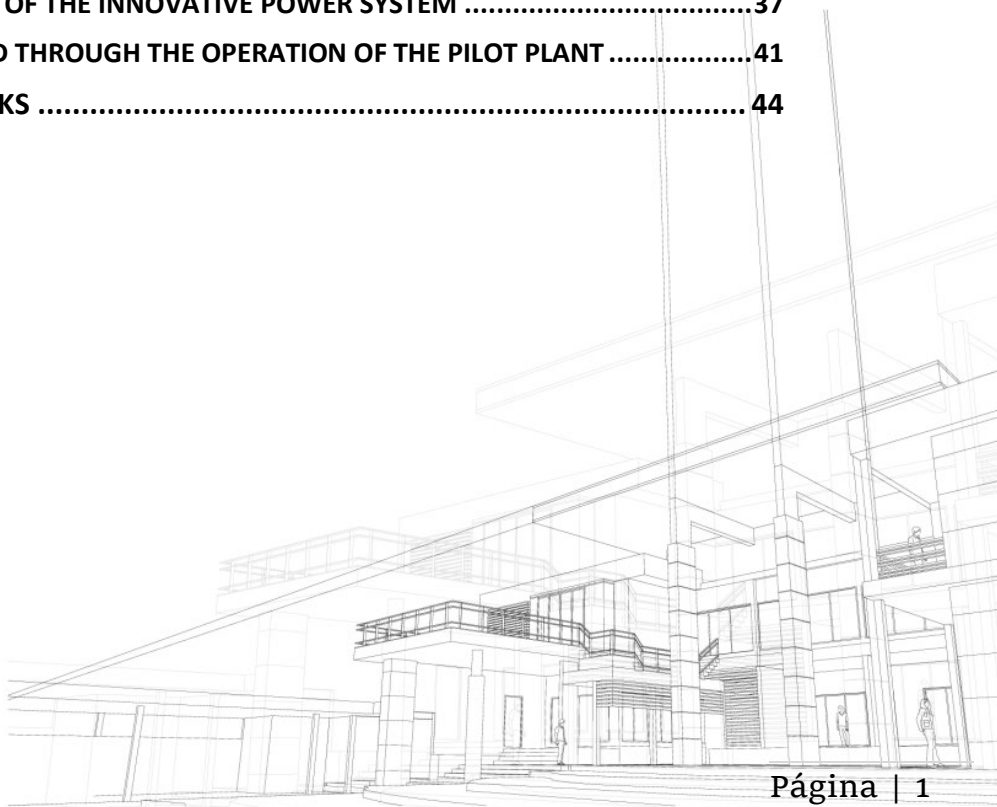 OF THE INNOVATIVE POWER SYSTEM ....................................37
D THROUGH THE OPERATION OF THE PILOT PLANT .................41
KS ........................................................................... 44
Página | 1